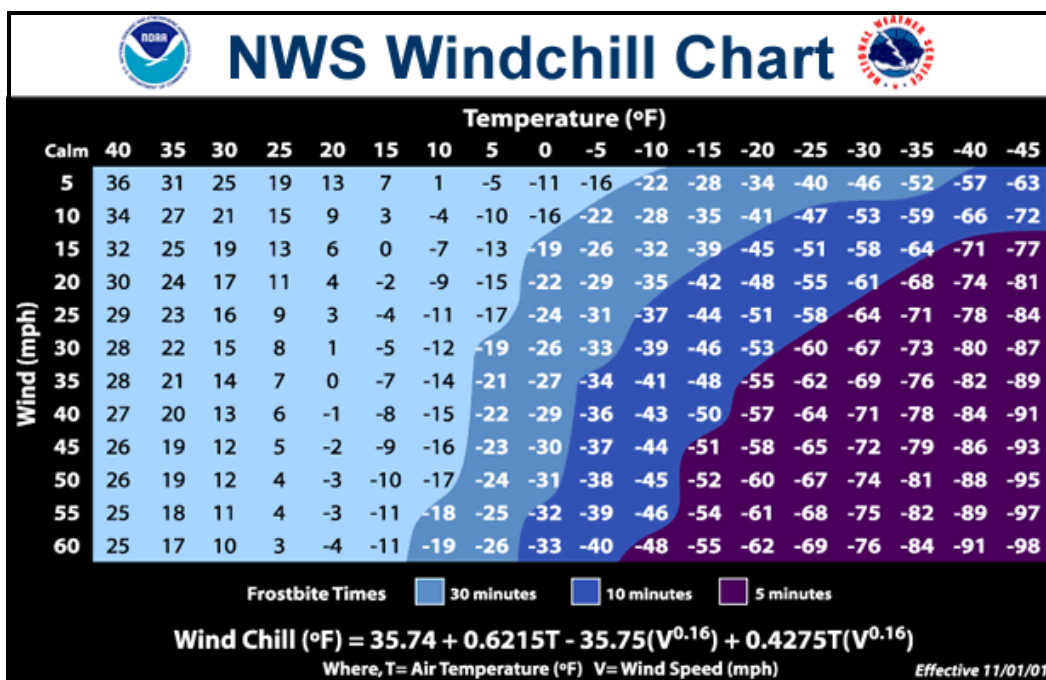 NWS Windchill Chart
NOAA
NATIONAL WEATHER SERVICE
Temperature (ºF)
Calm 40 35 30 25 20 15 10 5 0 -5 -10 -15 -20 -25 -30 -35 -40 -45
Wind (mph)
5 36 31 25 19 13 7 1 -5 -11 -16 -22 -28 -34 -40 -46 -52 -57 -63
10 34 27 21 15 9 3 -4 -10 -16 -22 -28 -35 -41 -47 -53 -59 -66 -72
15 32 25 19 13 6 0 -7 -13 -19 -26 -32 -39 -45 -51 -58 -64 -71 -77
20 30 24 17 11 4 -2 -9 -15 -22 -29 -35 -42 -48 -55 -61 -68 -74 -81
25 29 23 16 9 3 -4 -11 -17 -24 -31 -37 -44 -51 -58 -64 -71 -78 -84
30 28 22 15 8 1 -5 -12 -19 -26 -33 -39 -46 -53 -60 -67 -73 -80 -87
35 28 21 14 7 0 -7 -14 -21 -27 -34 -41 -48 -55 -62 -69 -76 -82 -89
40 27 20 13 6 -1 -8 -15 -22 -29 -36 -43 -50 -57 -64 -71 -78 -84 -91
45 26 19 12 5 -2 -9 -16 -23 -30 -37 -44 -51 -58 -65 -72 -79 -86 -93
50 26 19 12 4 -3 -10 -17 -24 -31 -38 -45 -52 -60 -67 -74 -81 -88 -95
55 25 18 11 4 -3 -11 -18 -25 -32 -39 -46 -54 -61 -68 -75 -82 -89 -97
60 25 17 10 3 -4 -11 -19 -26 -33 -40 -48 -55 -62 -69 -76 -84 -91 -98
Frostbite Times 30 minutes 10 minutes 5 minutes
Wind Chill (ºF) = 35.74 + 0.6215T - 35.75(V^0.16) + 0.4275T(V^0.16)
Where, T= Air Temperature (ºF) V= Wind Speed (mph)
Effective 11/01/01